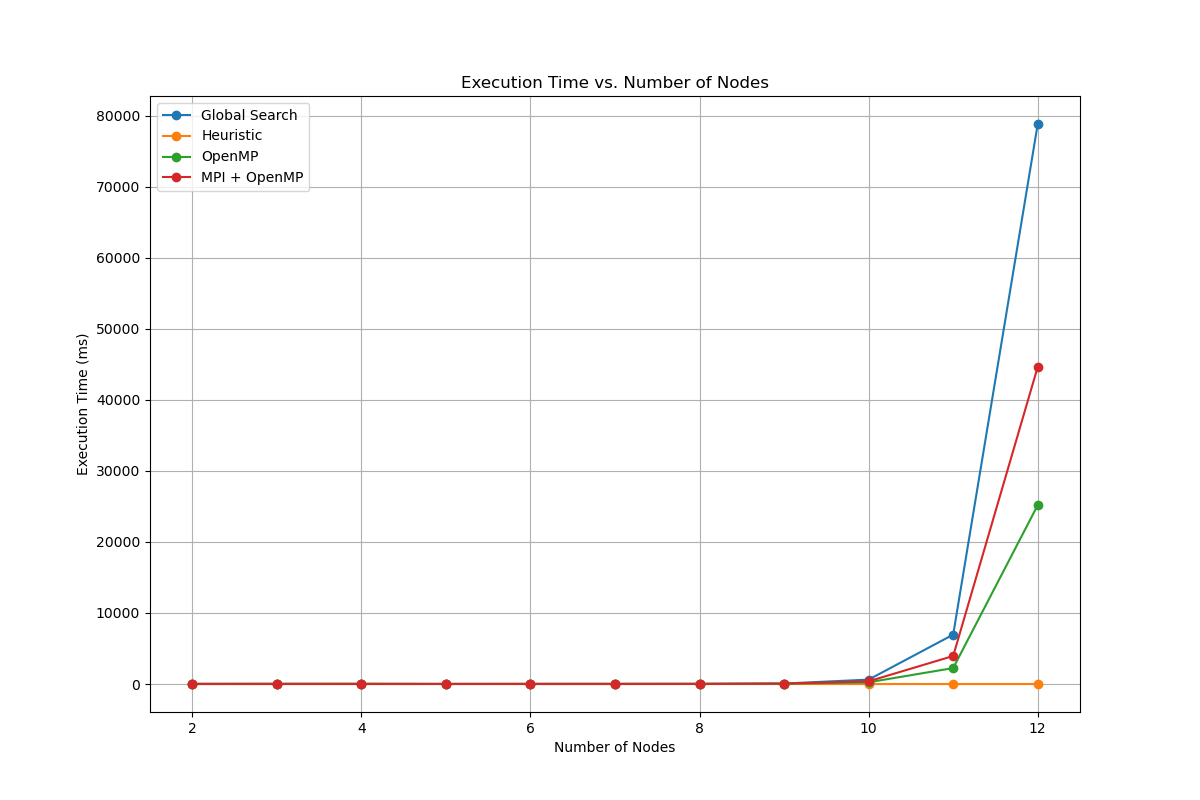 Execution Time vs. Number of Nodes
Global Search
Heuristic
OpenMP
MPI + OpenMP
80000
70000
60000
50000
40000
30000
20000
10000
0
Execution Time (ms)
2 4 6 8 10 12
Number of Nodes